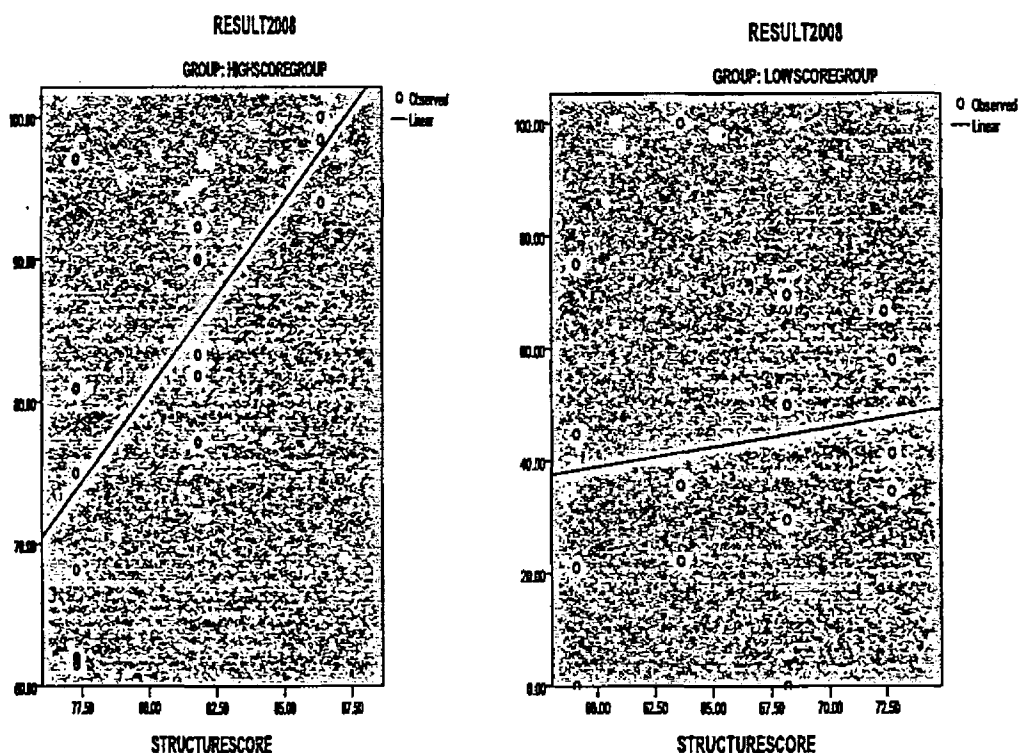 RESULT2008
GROUP: HIGHSCOREGROUP
Observed
Linear
100.00
90.00
80.00
70.00
60.00
77.50 80.00 82.50 85.00 87.50
STRUCTURESCORE
RESULT2008
GROUP: LOWSCOREGROUP
Observed
Linear
100.00
80.00
60.00
40.00
20.00
0.00
60.00 62.50 65.00 67.50 70.00 72.50
STRUCTURESCORE